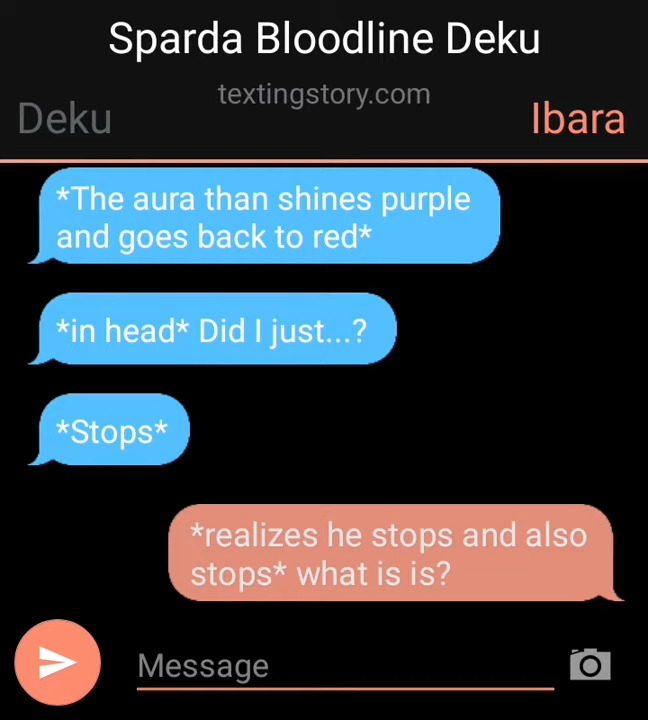 Sparda Bloodline Deku
textingstory.com
Deku
Ibara
*The aura than shines purple
and goes back to red*
*in head* Did I just...?
*Stops*
*realizes he stops and also
stops* what is is?
Message